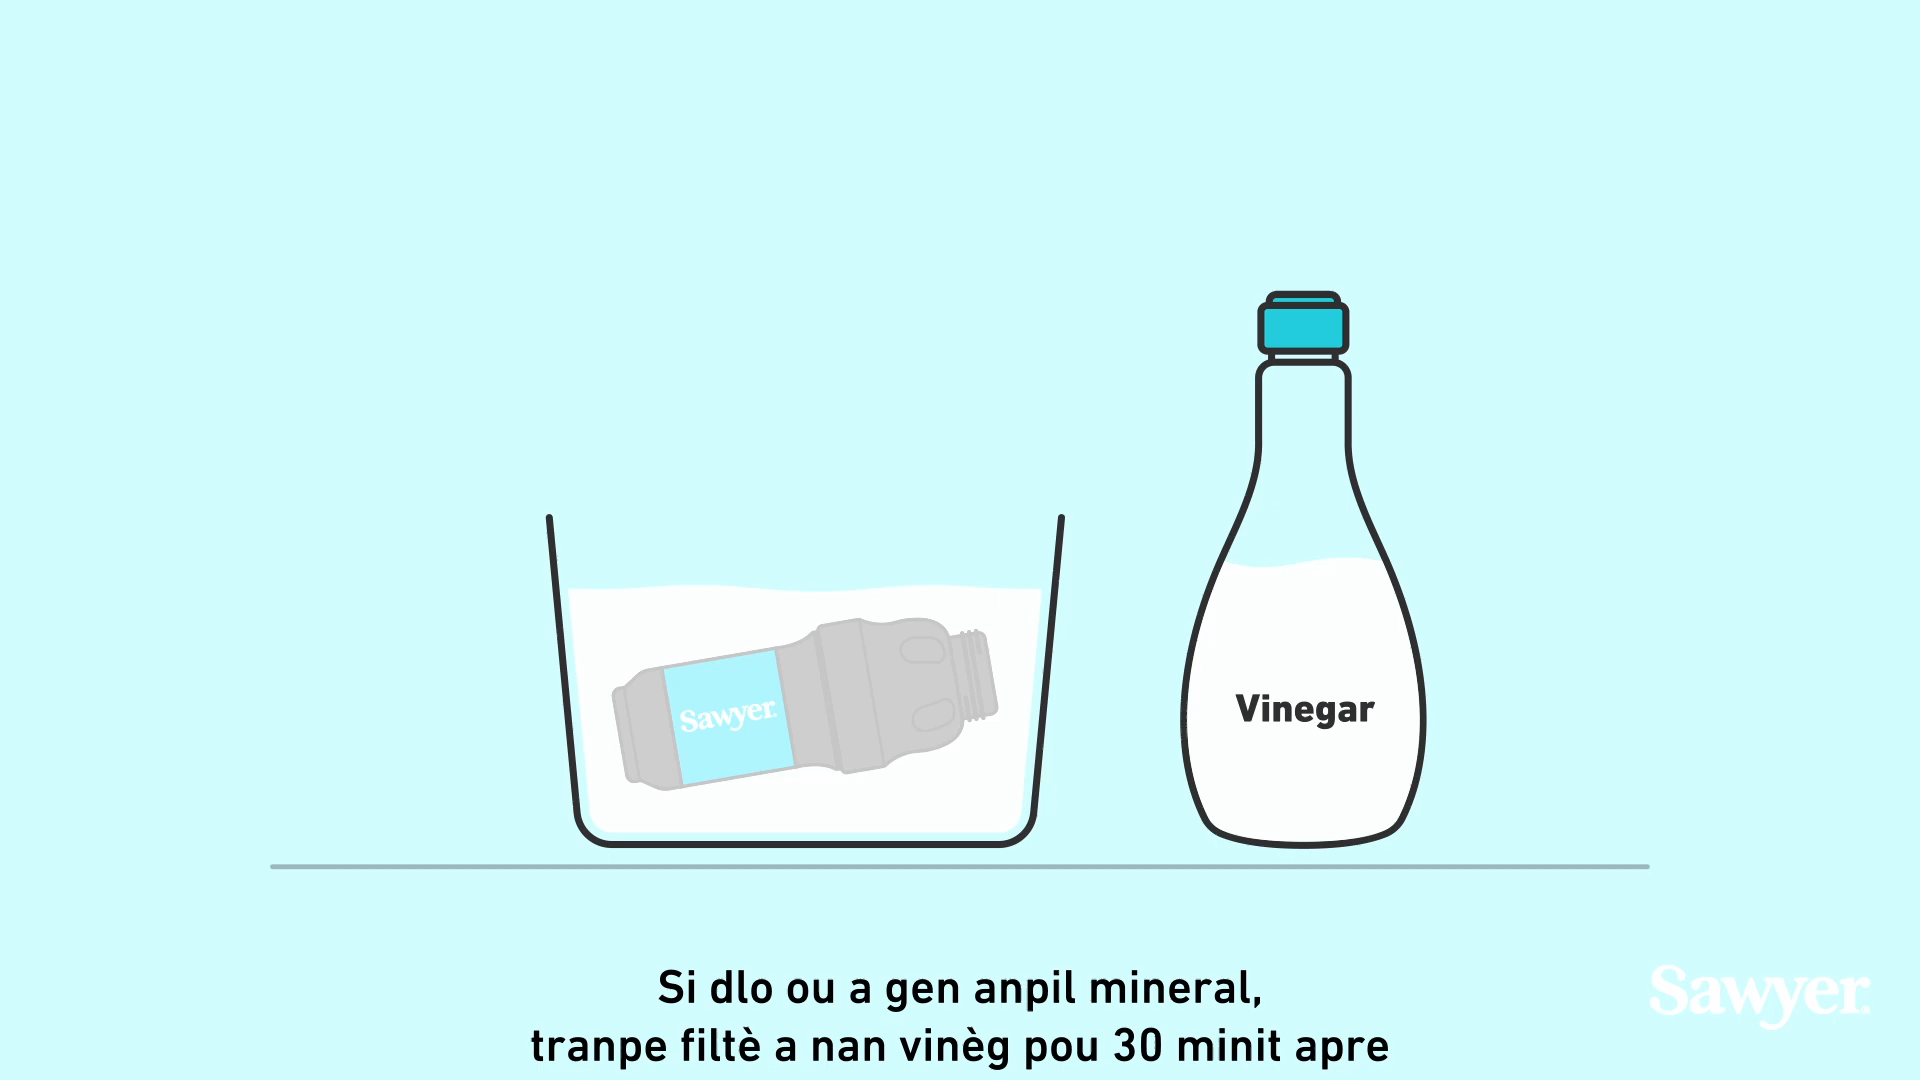 Sawyer
Vinegar
Si dlo ou a gen anpil mineral,
tranpe filtè a nan vinèg pou 30 minit apre
Sawyer